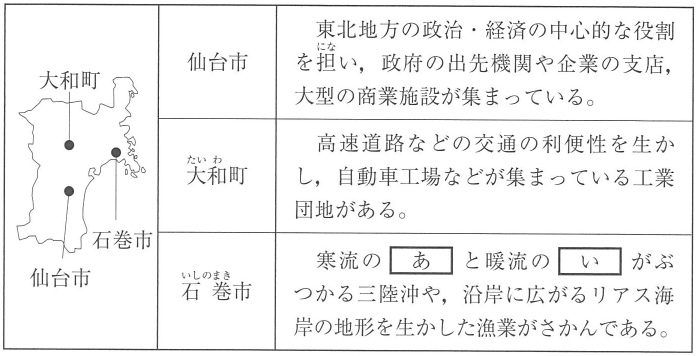 大和町
石巻市
仙台市
仙台市
東北地方の政治・経済の中心的な役割
を担い，政府の出先機関や企業の支店，
大型の商業施設が集まっている。
にな
たいわ
大和町
高速道路などの交通の利便性を生か
し，自動車工場などが集まっている工業
団地がある。
いしのまき
石巻市
寒流の あ と暖流の い がぶ
つかる三陸沖や，沿岸に広がるリアス海
岸の地形を生かした漁業がさかんである。